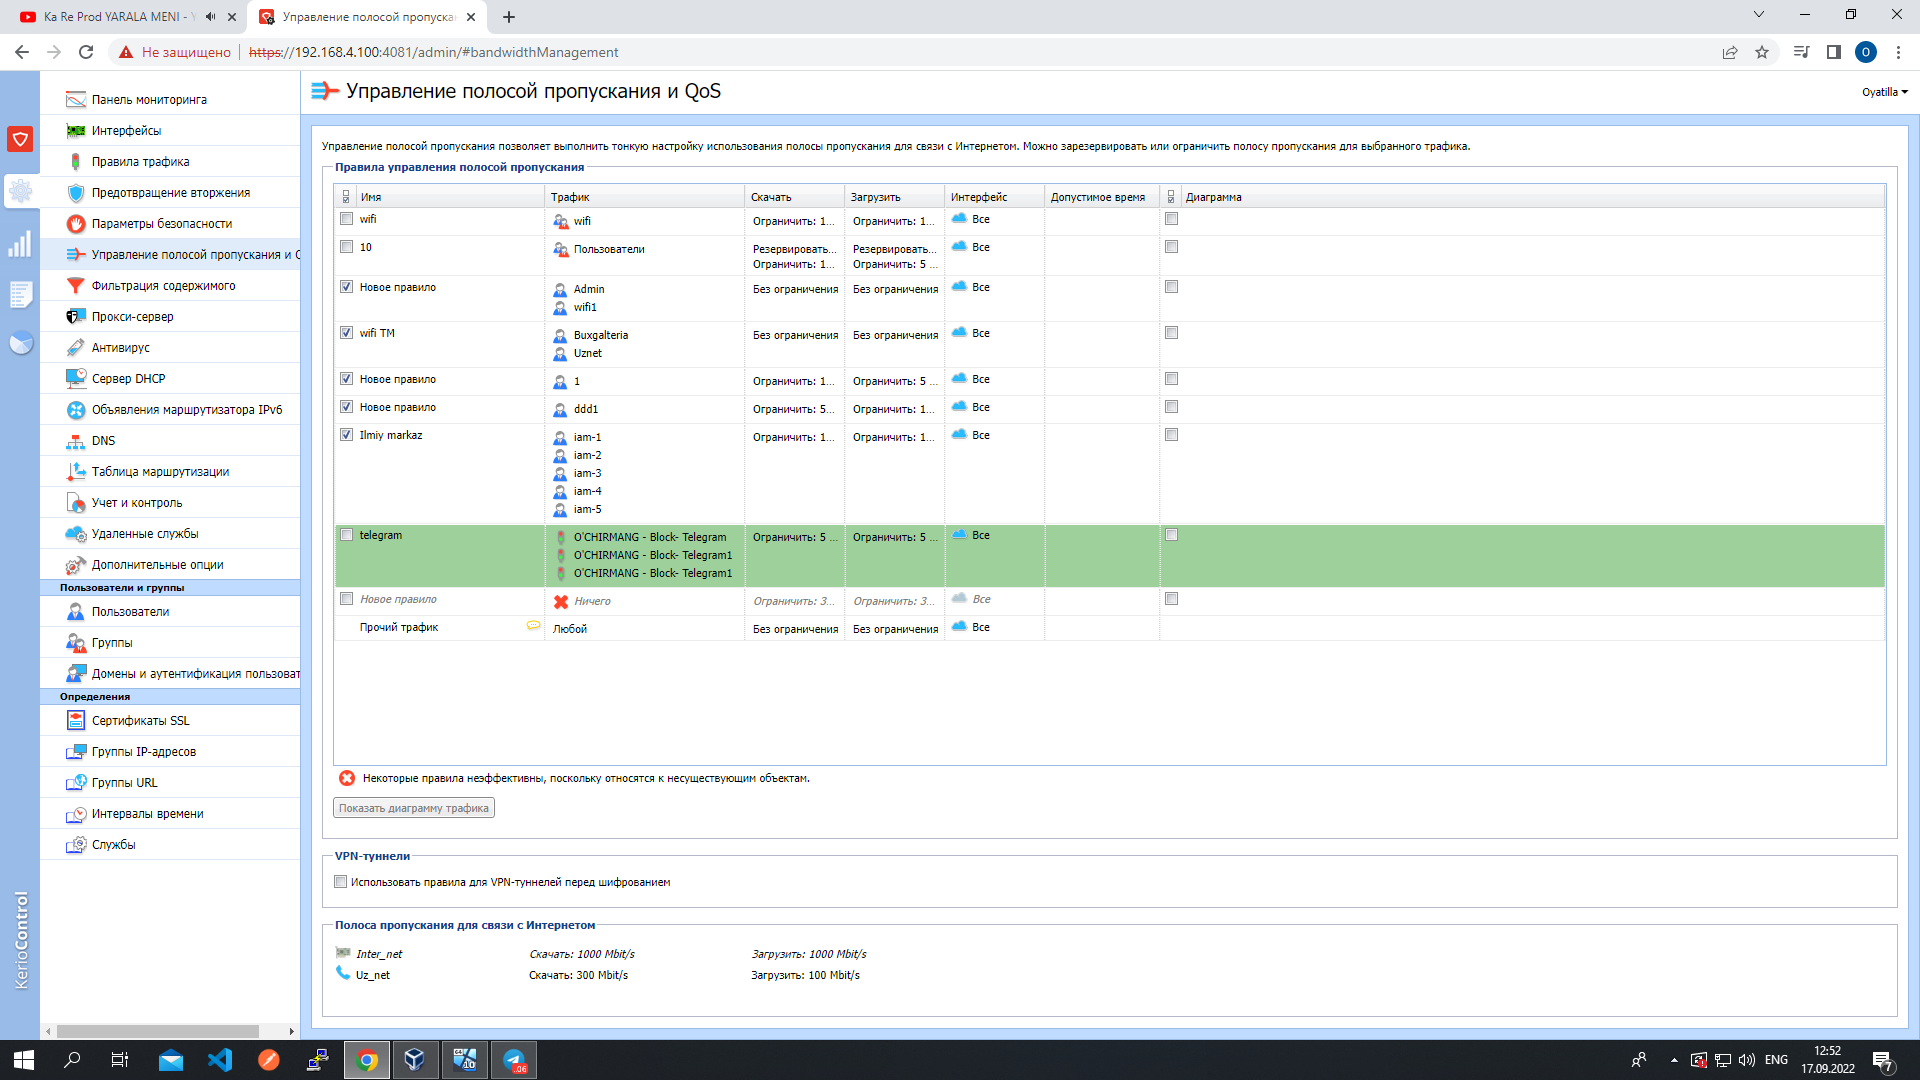 Ka Re Prod YARALA MENI - Y
Управление полосой пропускан
Не защищено
https://192.168.4.100:4081/admin/#bandwidthManagement
O
Панель мониторинга
Интерфейсы
Правила трафика
Предотвращение вторжения
Параметры безопасности
Управление полосой пропускания и Q
Фильтрация содержимого
Прокси-сервер
Антивирус
Сервер DHCP
Объявления маршрутизатора IPv6
DNS
Таблица маршрутизации
Учет и контроль
Удаленные службы
Дополнительные опции
Пользователи и группы
Пользователи
Группы
Домены и аутентификация пользоват
Определения
Сертификаты SSL
Группы IP-адресов
Группы URL
Интервалы времени
Службы
KerioControl
Управление полосой пропускания и QoS
Oyatilla
Управление полосой пропускания позволяет выполнить тонкую настройку использования полосы пропускания для связи с Интернетом. Можно зарезервировать или ограничить полосу пропускания для выбранного трафика.
Правила управления полосой пропускания
Имя Трафик Скачать Загрузить Интерфейс Допустимое время Диаграмма
wifi wifi Ограничить: 1... Ограничить: 1... Все
10 Пользователи Резервировать... Резервировать... Все
Ограничить: 1... Ограничить: 5 ...
Новое правило Admin Без ограничения Без ограничения Все
wifi1
wifi TM Buxgalteria Без ограничения Без ограничения Все
Uznet
Новое правило 1 Ограничить: 1... Ограничить: 5 ... Все
Новое правило ddd1 Ограничить: 5... Ограничить: 1... Все
Ilmiy markaz iam-1 Ограничить: 1... Ограничить: 1... Все
iam-2
iam-3
iam-4
iam-5
telegram O'CHIRMANG - Block- Telegram Ограничить: 5 ... Ограничить: 5 ... Все
O'CHIRMANG - Block- Telegram1
O'CHIRMANG - Block- Telegram1
Новое правило Ничего Ограничить: 3... Ограничить: 3... Все
Прочий трафик Любой Без ограничения Без ограничения Все
Некоторые правила неэффективны, поскольку относятся к несуществующим объектам.
Показать диаграмму трафика
VPN-туннели
Использовать правила для VPN-туннелей перед шифрованием
Полоса пропускания для связи с Интернетом
Inter_net Скачать: 1000 Mbit/s Загрузить: 1000 Mbit/s
Uz_net Скачать: 300 Mbit/s Загрузить: 100 Mbit/s
64
10
.06
ENG
12:52
17.09.2022
7